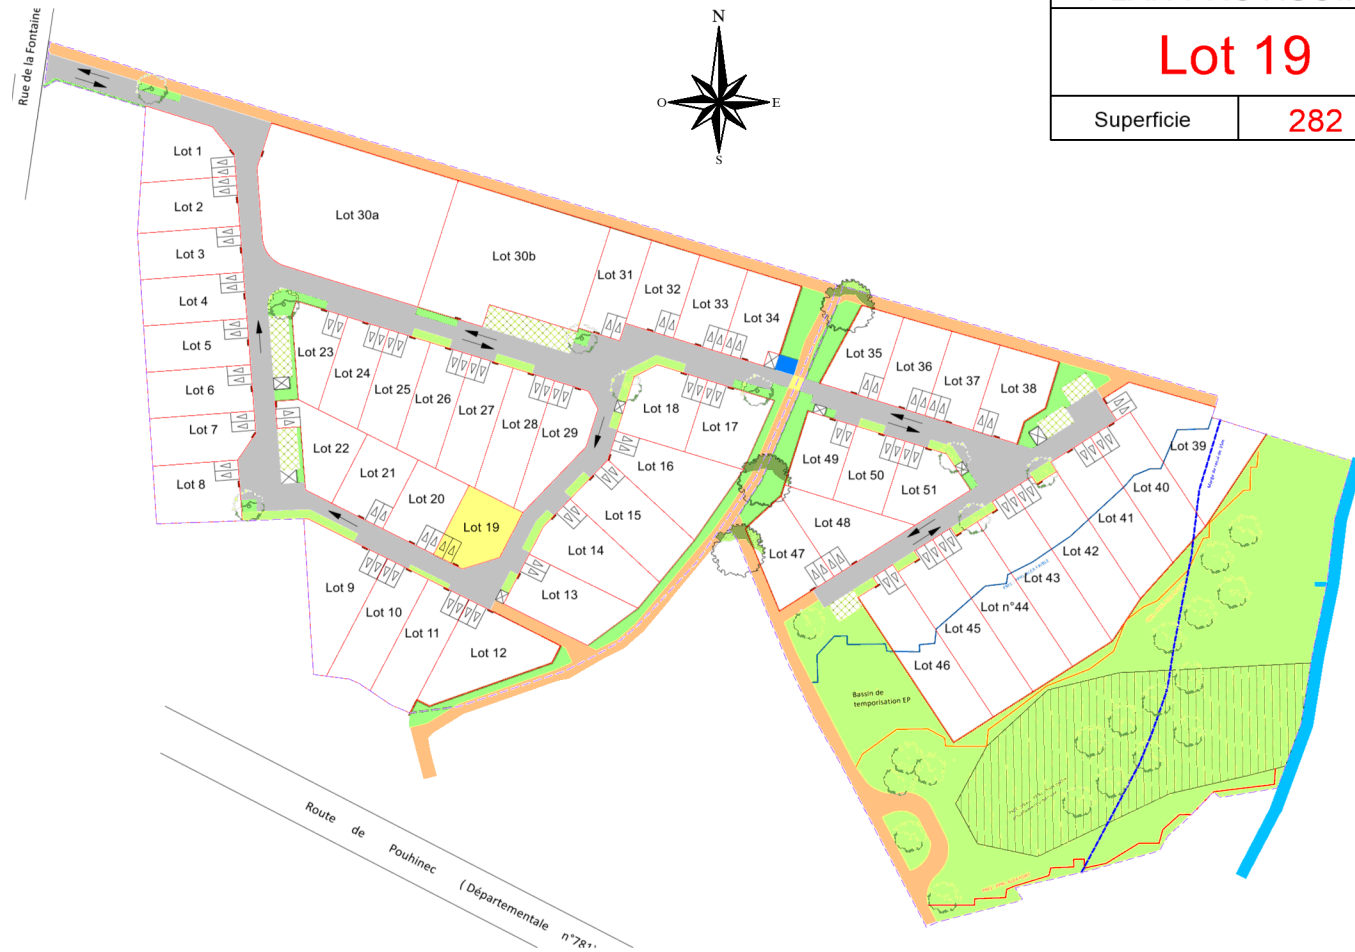 Rue de la Fontaine
N
O
E
S
Lot 19
Superficie
282
Lot 1
Lot 2
Lot 3
Lot 4
Lot 5
Lot 6
Lot 7
Lot 8
Lot 30a
Lot 30b
Lot 31
Lot 32
Lot 33
Lot 34
Lot 35
Lot 36
Lot 37
Lot 38
Lot 39
Lot 40
Lot 41
Lot 42
Lot 43
Lot n°44
Lot 45
Lot 46
Lot 23
Lot 24
Lot 25
Lot 26
Lot 27
Lot 28
Lot 29
Lot 18
Lot 17
Lot 16
Lot 15
Lot 14
Lot 13
Lot 22
Lot 21
Lot 20
Lot 19
Lot 49
Lot 50
Lot 51
Lot 48
Lot 47
Lot 9
Lot 10
Lot 11
Lot 12
Bassin de
temporisation EP
Route de Pouhinec (Départementale n°781)